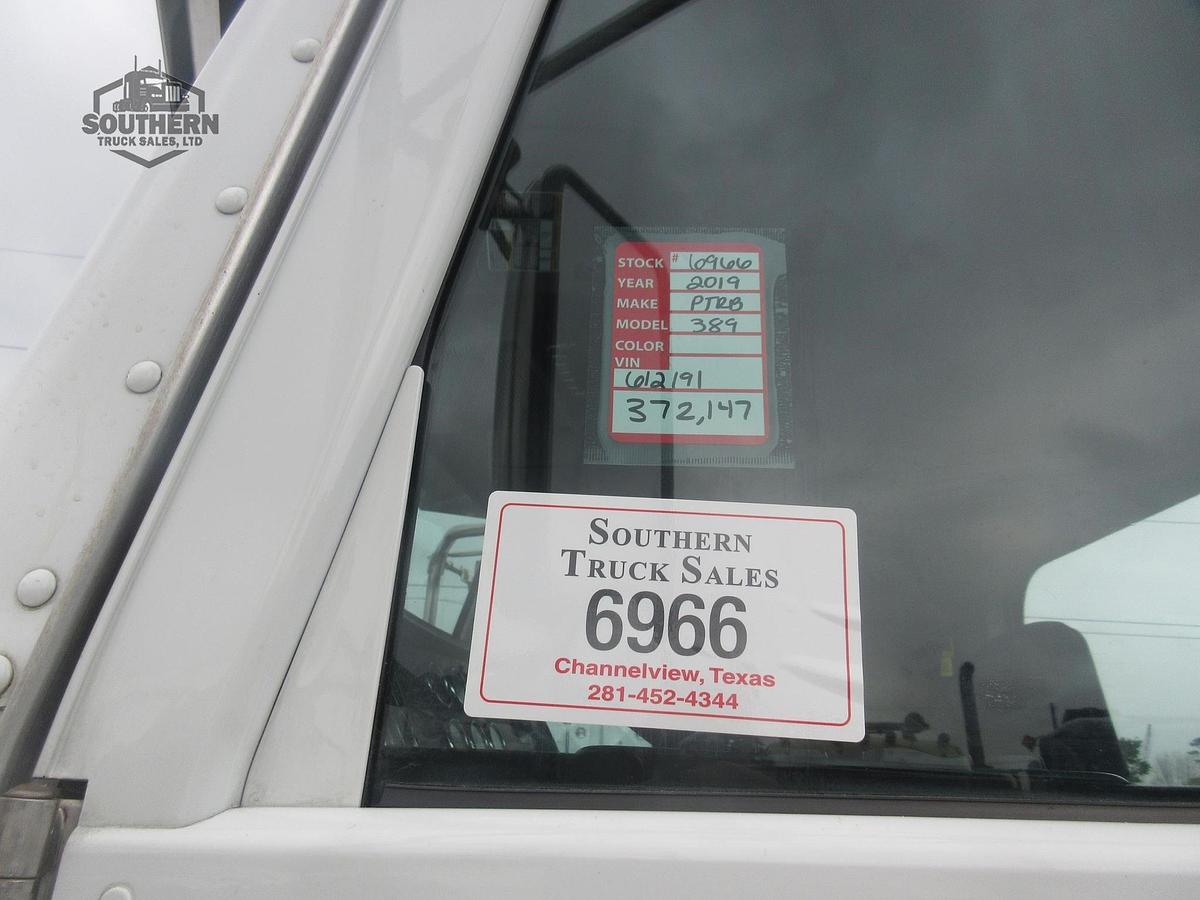 SOUTHERN
TRUCK SALES, LTD
STOCK # 6966
YEAR 2019
MAKE PTRB
MODEL 389
COLOR
VIN
612191
372,147
SOUTHERN
TRUCK SALES
6966
Channelview, Texas
281-452-4344